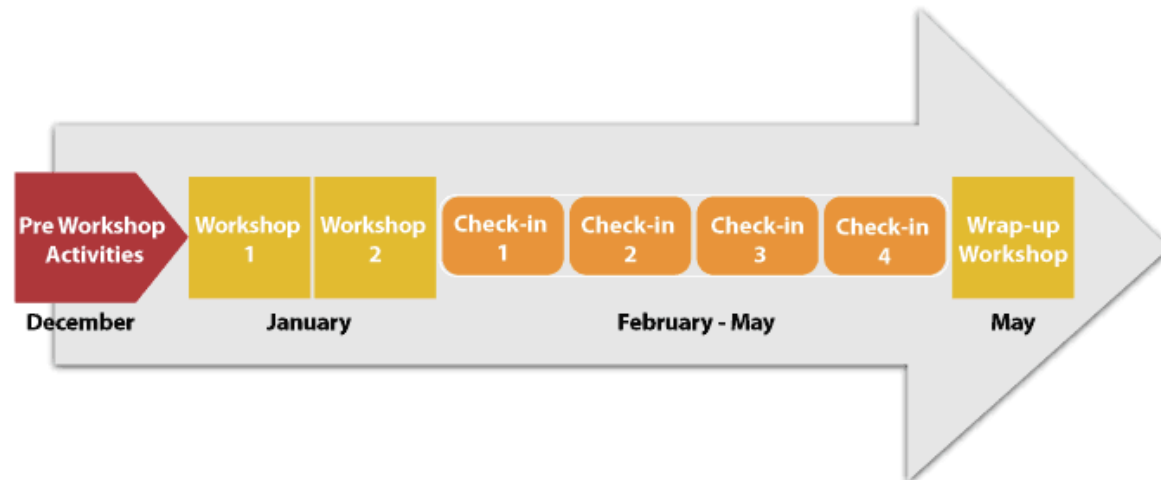 Pre Workshop
Activities
Workshop
1
Workshop
2
Check-in
1
Check-in
2
Check-in
3
Check-in
4
Wrap-up
Workshop
December
January
February - May
May